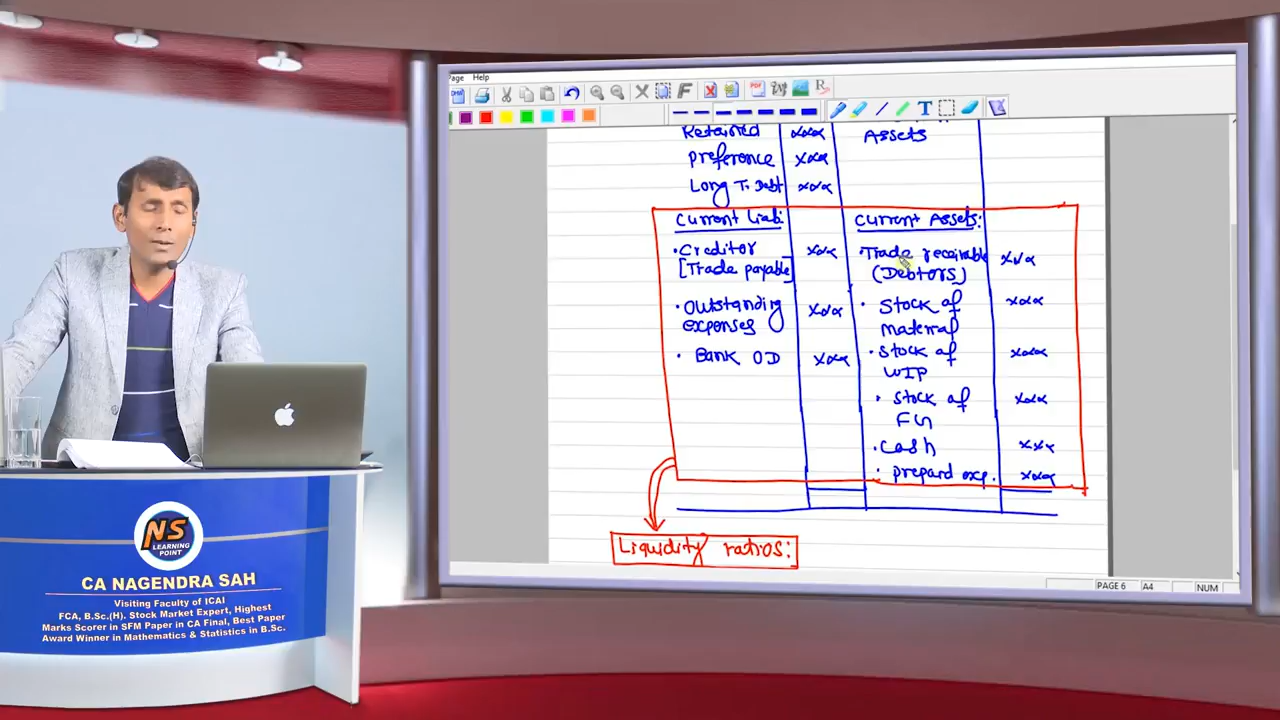 Page Help
PAGE 6 A4 NUM
Retained xxx Assets
preference xxx
Long T. Debt xxx
Current Liab: Current Assets:
• Creditor xxx • Trade receivable xxx
[Trade payable] (Debtors)
• Outstanding xxx • Stock of xxx
expenses material
• Bank OD xxx • Stock of xxx
WIP
• Stock of xxx
FG
• Cash xxx
• prepard exp. xxx
Liquidity ratios:
NS
LEARNING
POINT
CA NAGENDRA SAH
Visiting Faculty of ICAI
FCA, B.Sc.(H). Stock Market Expert, Highest
Marks Scorer in SFM Paper in CA Final, Best Paper
Award Winner in Mathematics & Statistics in B.Sc.